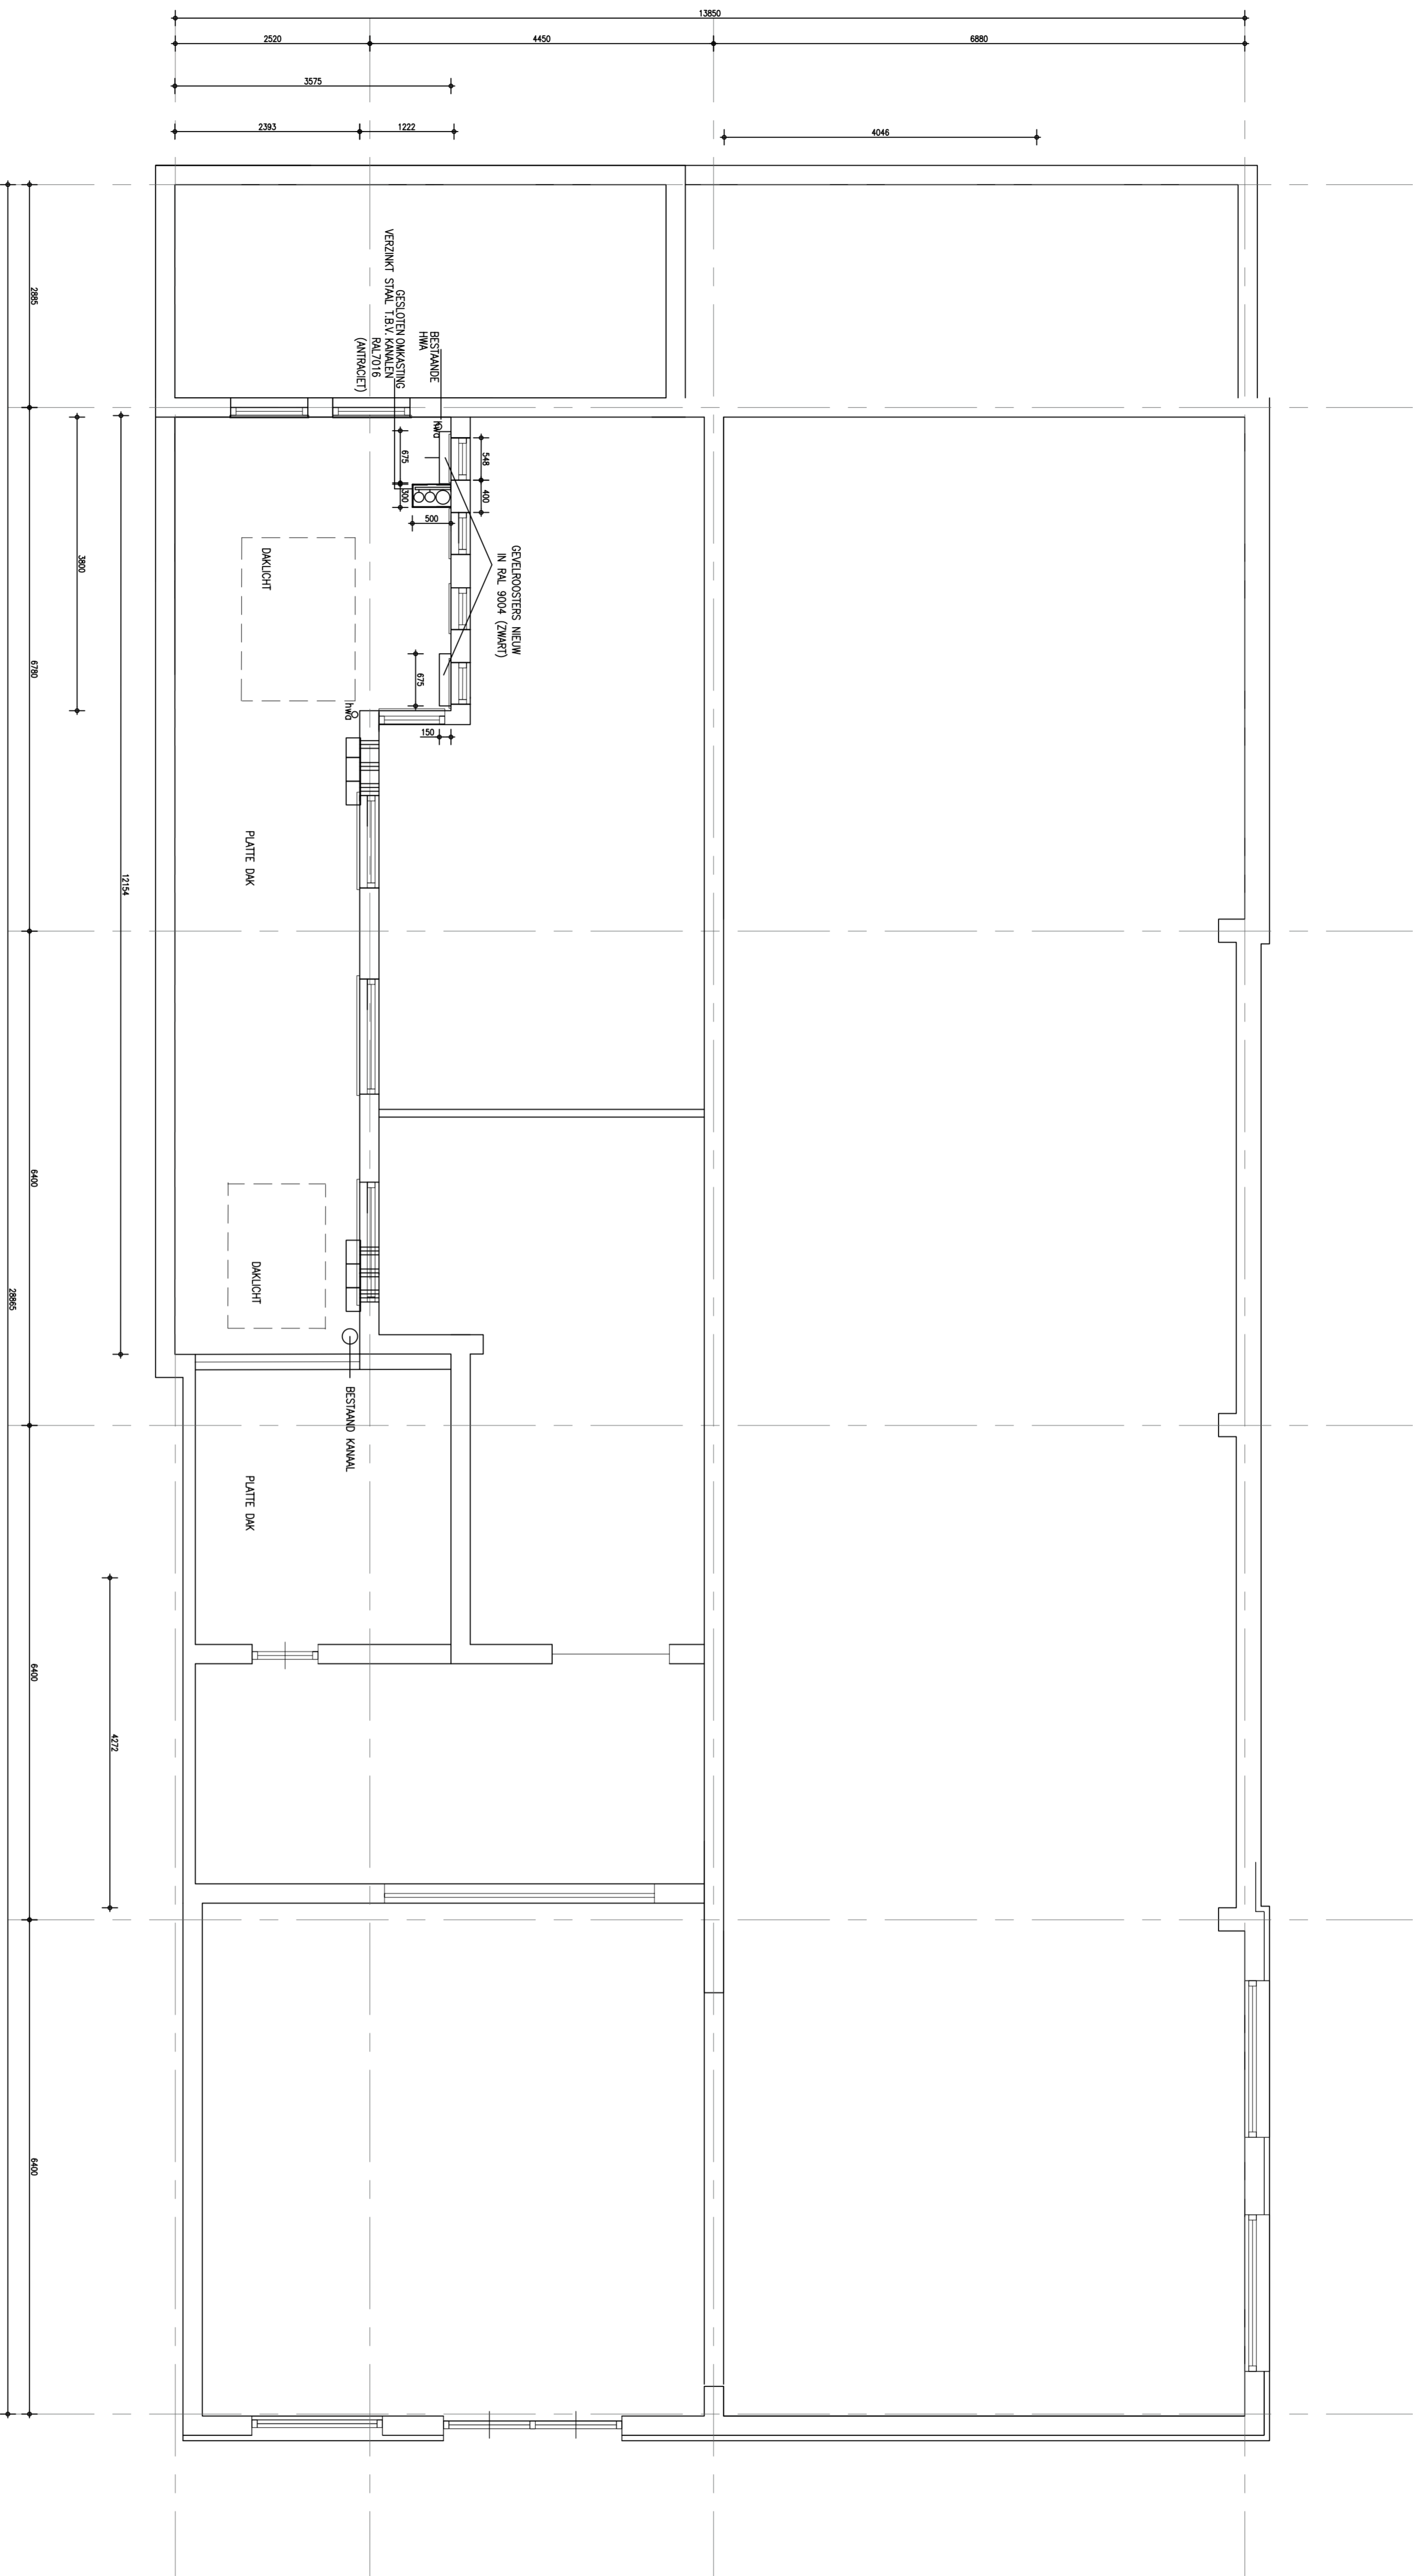 13850
2520
4450
6880
3575
2393
1222
4046
2885
6780
6400
6400
6400
28865
3800
12154
4272
BESTAANDE
HWA
GESLOTEN OMKASTING
VERZINKT STAAL T.B.V. KANALEN
RAL7016
(ANTRACIET)
hwa
675
300
500
548
400
GEVELROOSTERS NIEUW
IN RAL 9004 (ZWART)
675
150
hwa
DAKLICHT
PLATTE DAK
DAKLICHT
BESTAAND KANAAL
PLATTE DAK